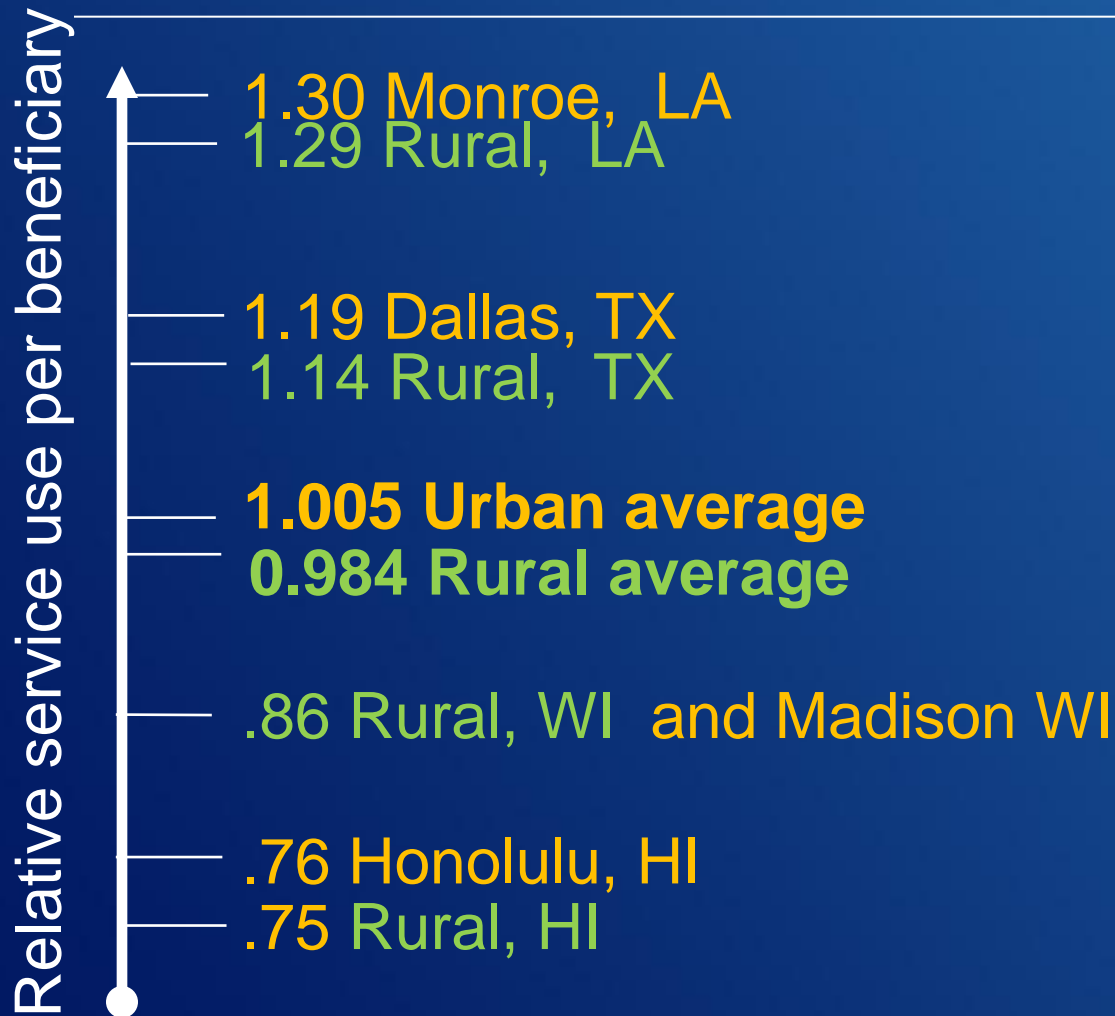 Relative service use per beneficiary
1.30 Monroe, LA
1.29 Rural, LA
1.19 Dallas, TX
1.14 Rural, TX
1.005 Urban average
0.984 Rural average
.86 Rural, WI and Madison WI
.76 Honolulu, HI
.75 Rural, HI